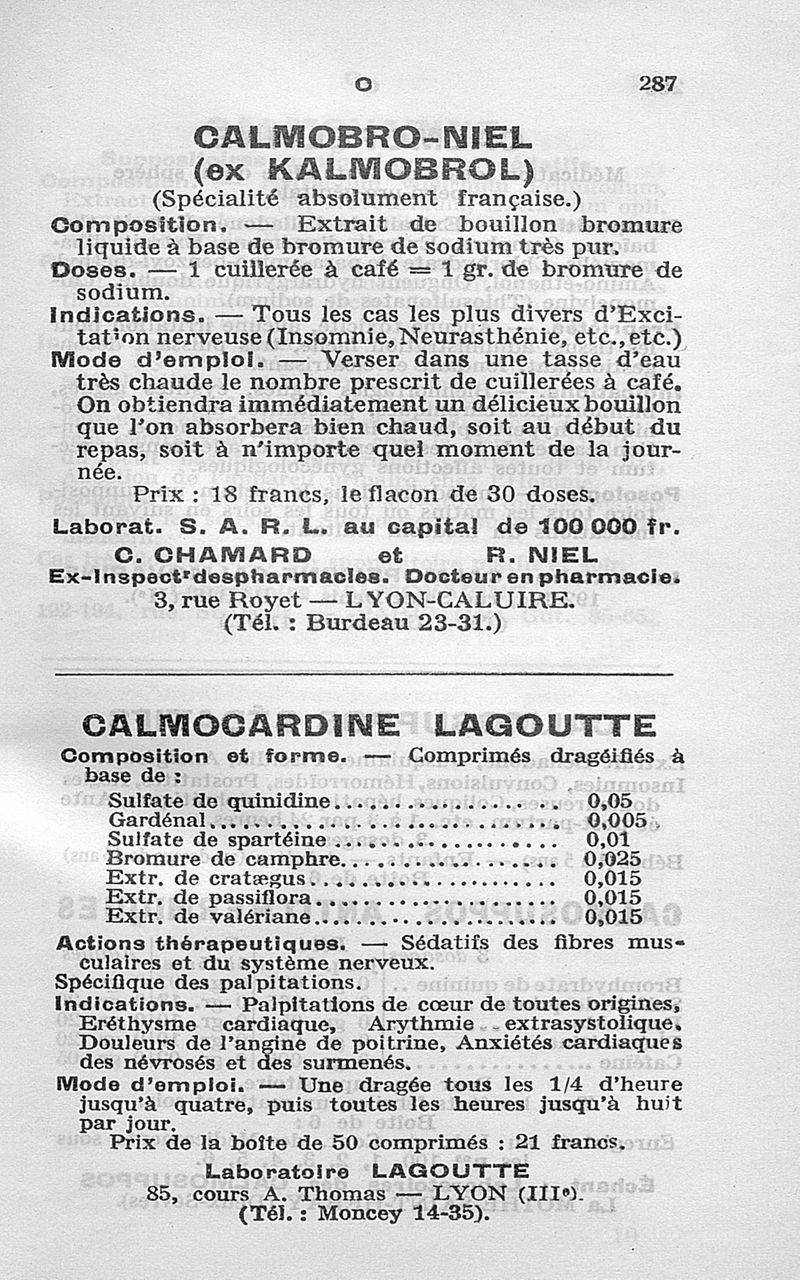 C 287
CALMOBRO-NIEL
(ex KALMOBROL)
(Spécialité absolument française.)
Composition. — Extrait de bouillon bromure
liquide à base de bromure de sodium très pur.
Doses. — 1 cuillerée à café = 1 gr. de bromure de
sodium.
Indications. — Tous les cas les plus divers d'Exci-
tation nerveuse (Insomnie, Neurasthénie, etc., etc.)
Mode d'emploi. — Verser dans une tasse d'eau
très chaude le nombre prescrit de cuillerées à café.
On obtiendra immédiatement un délicieux bouillon
que l'on absorbera bien chaud, soit au début du
repas, soit à n'importe quel moment de la jour-
née.
Prix : 18 francs, le flacon de 30 doses.
Laborat. S. A. R. L. au capital de 100 000 fr.
C. CHAMARD et R. NIEL
Ex-Inspectr des pharmacies. Docteur en pharmacie.
3, rue Royet — LYON-CALUIRE.
(Tél. : Burdeau 23-31.)
CALMOCARDINE LAGOUTTE
Composition et forme. — Comprimés dragéifiés à
base de :
Sulfate de quinidine.................... 0,05
Gardénal................................ 0,005
Sulfate de spartéine .................... 0,01
Bromure de camphre.................... 0,025
Extr. de cratægus...................... 0,015
Extr. de passiflora..................... 0,015
Extr. de valériane...................... 0,015
Actions thérapeutiques. — Sédatifs des fibres mus-
culaires et du système nerveux.
Spécifique des palpitations.
Indications. — Palpitations de cœur de toutes origines,
Eréthysme cardiaque, Arythmie extrasystolique.
Douleurs de l'angine de poitrine, Anxiétés cardiaques
des névrosés et des surmenés.
Mode d'emploi. — Une dragée tous les 1/4 d'heure
jusqu'à quatre, puis toutes les heures jusqu'à huit
par jour.
Prix de la boîte de 50 comprimés : 21 francs.
Laboratoire LAGOUTTE
85, cours A. Thomas — LYON (IIIe).
(Tél. : Moncey 14-35).